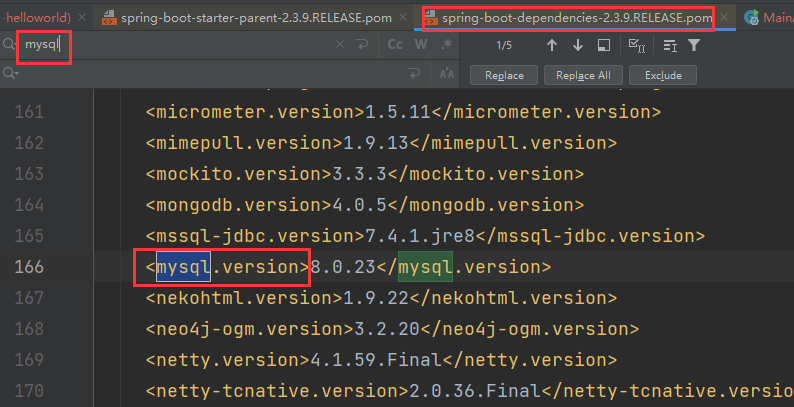 -helloworld) spring-boot-starter-parent-2.3.9.RELEASE.pom spring-boot-dependencies-2.3.9.RELEASE.pom MainA
mysql Cc W .* 1/5
Replace Replace All Exclude
161 <micrometer.version>1.5.11</micrometer.version>
162 <mimepull.version>1.9.13</mimepull.version>
163 <mockito.version>3.3.3</mockito.version>
164 <mongodb.version>4.0.5</mongodb.version>
165 <mssql-jdbc.version>7.4.1.jre8</mssql-jdbc.version>
166 <mysql.version>8.0.23</mysql.version>
167 <nekohtml.version>1.9.22</nekohtml.version>
168 <neo4j-ogm.version>3.2.20</neo4j-ogm.version>
169 <netty.version>4.1.59.Final</netty.version>
170 <netty-tcnative.version>2.0.36.Final</netty-tcnative.version>